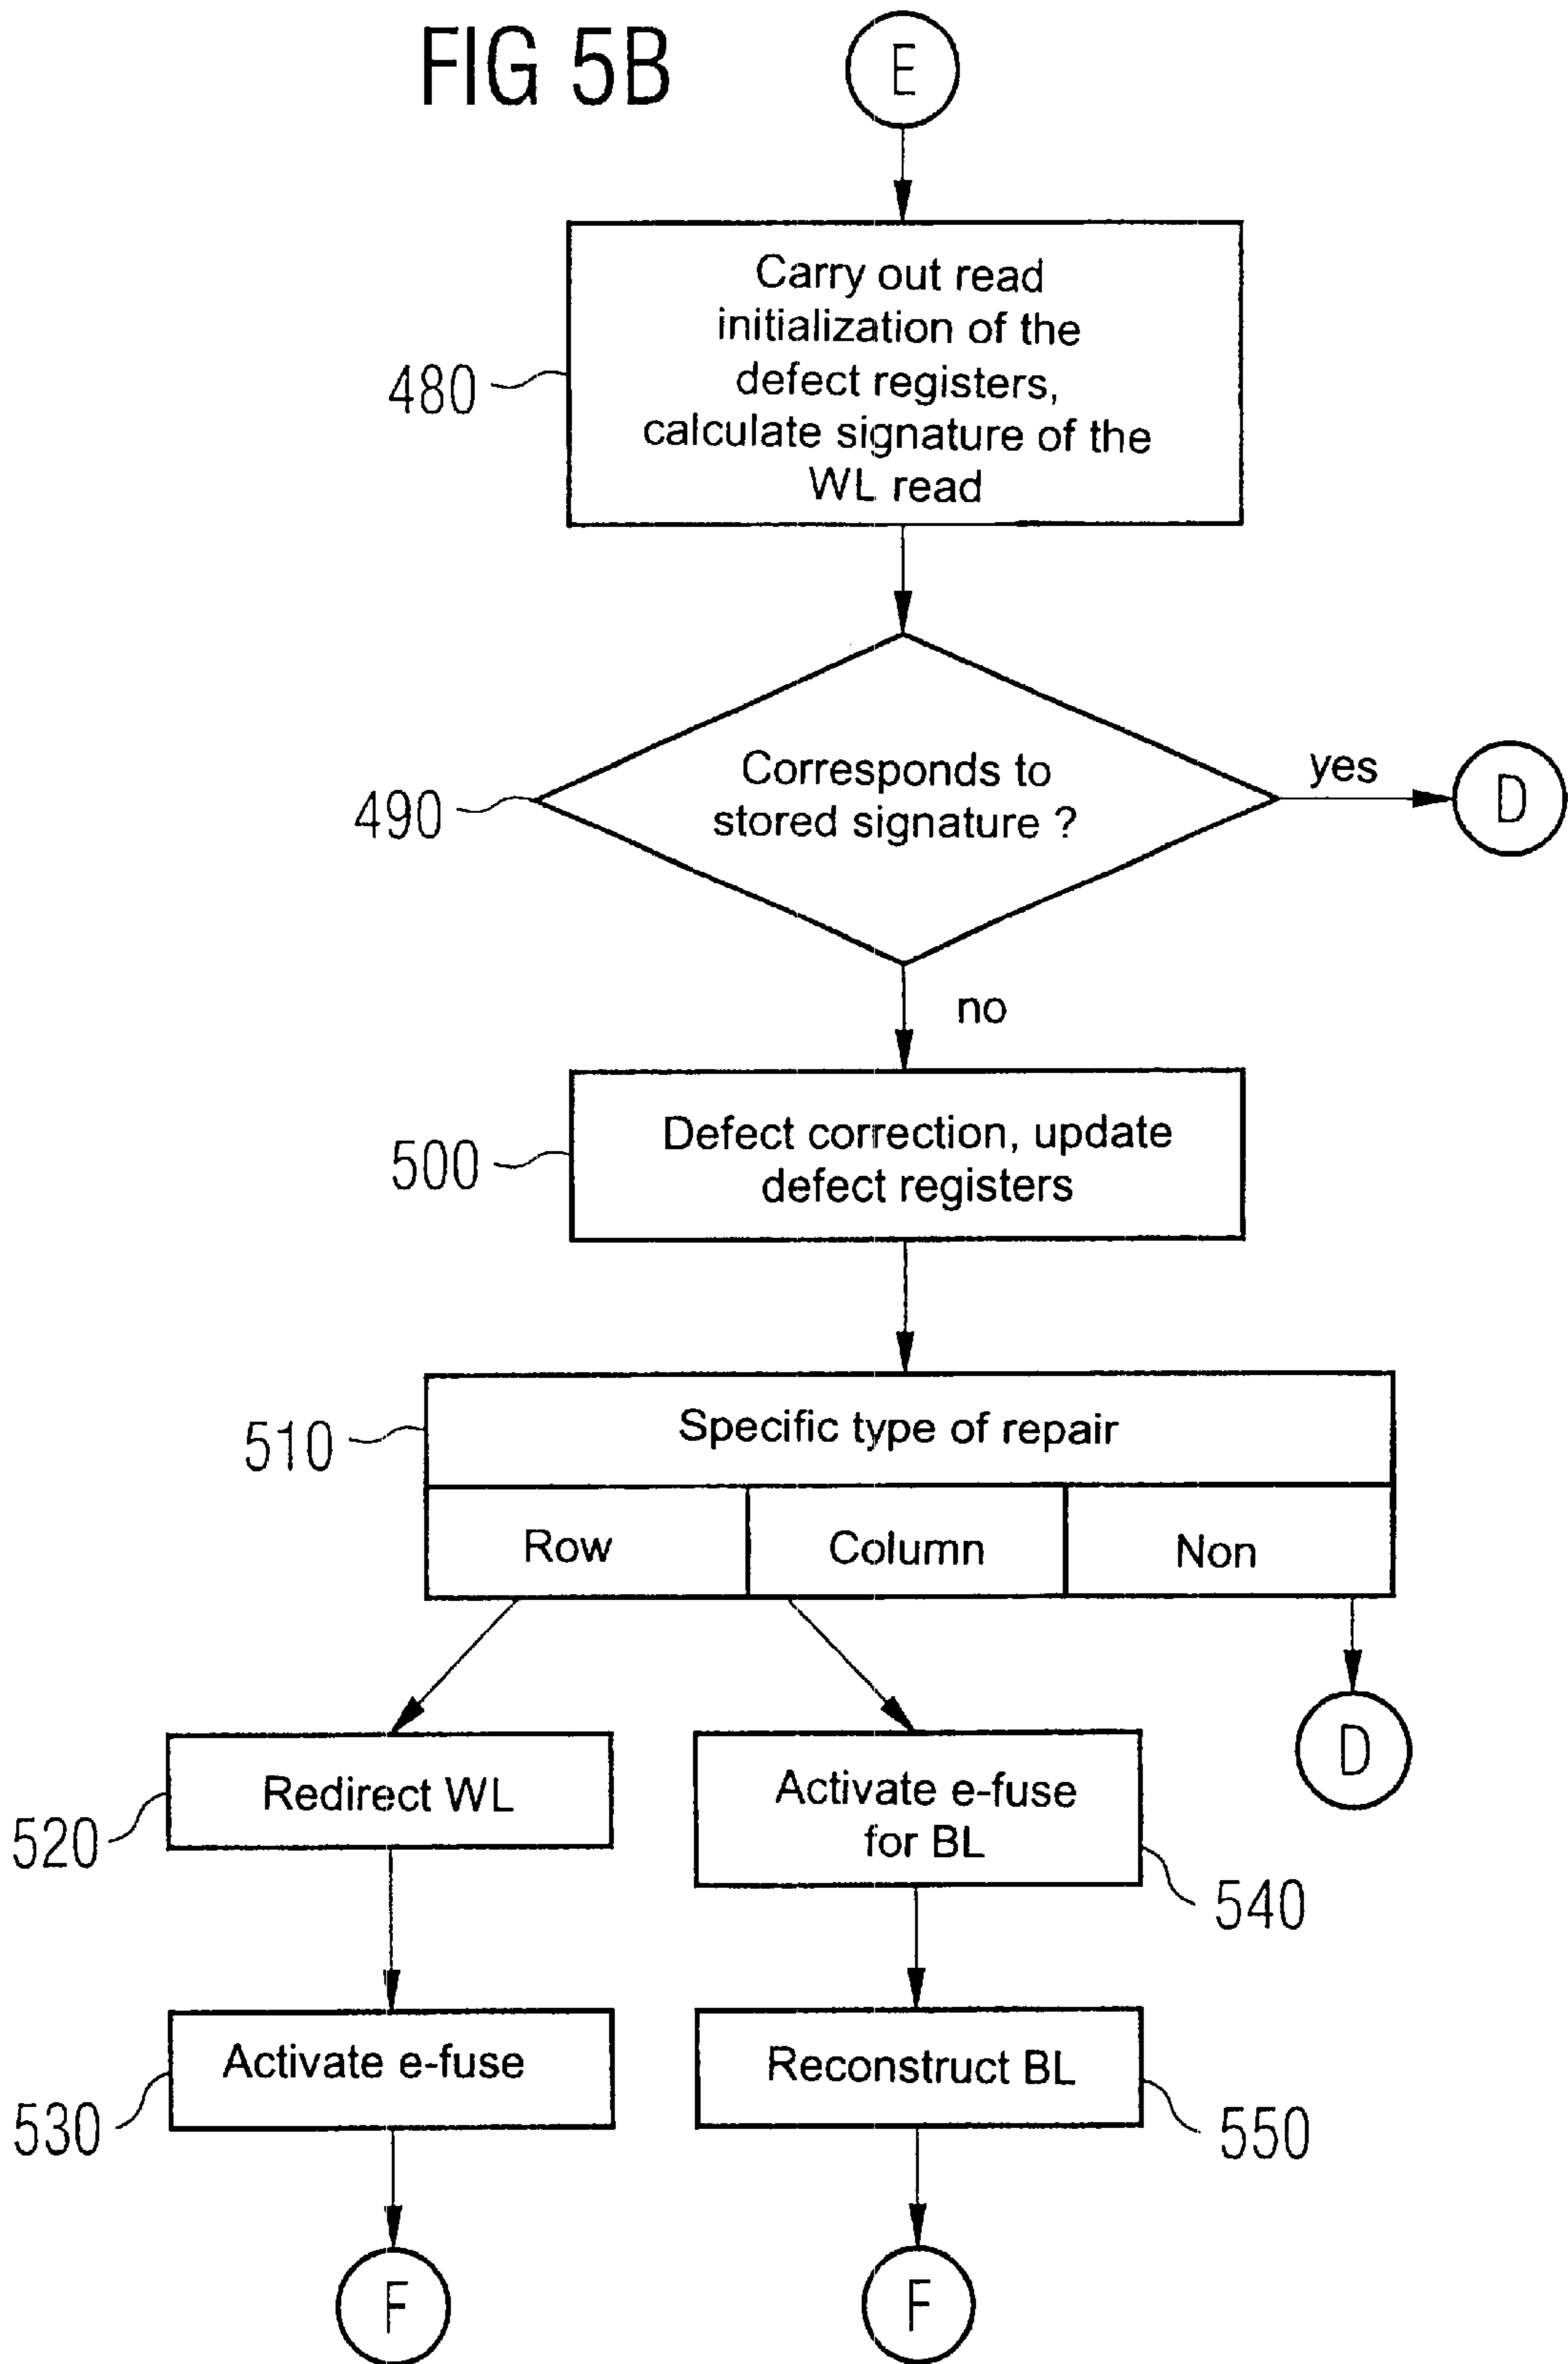 FIG 5B
E
Carry out read
initialization of the
defect registers,
calculate signature of the
WL read
480
Corresponds to
stored signature ?
490
yes
D
no
Defect correction, update
defect registers
500
Specific type of repair
510
Row
Column
Non
D
Redirect WL
520
Activate e-fuse
for BL
540
Activate e-fuse
530
Reconstruct BL
550
F
F